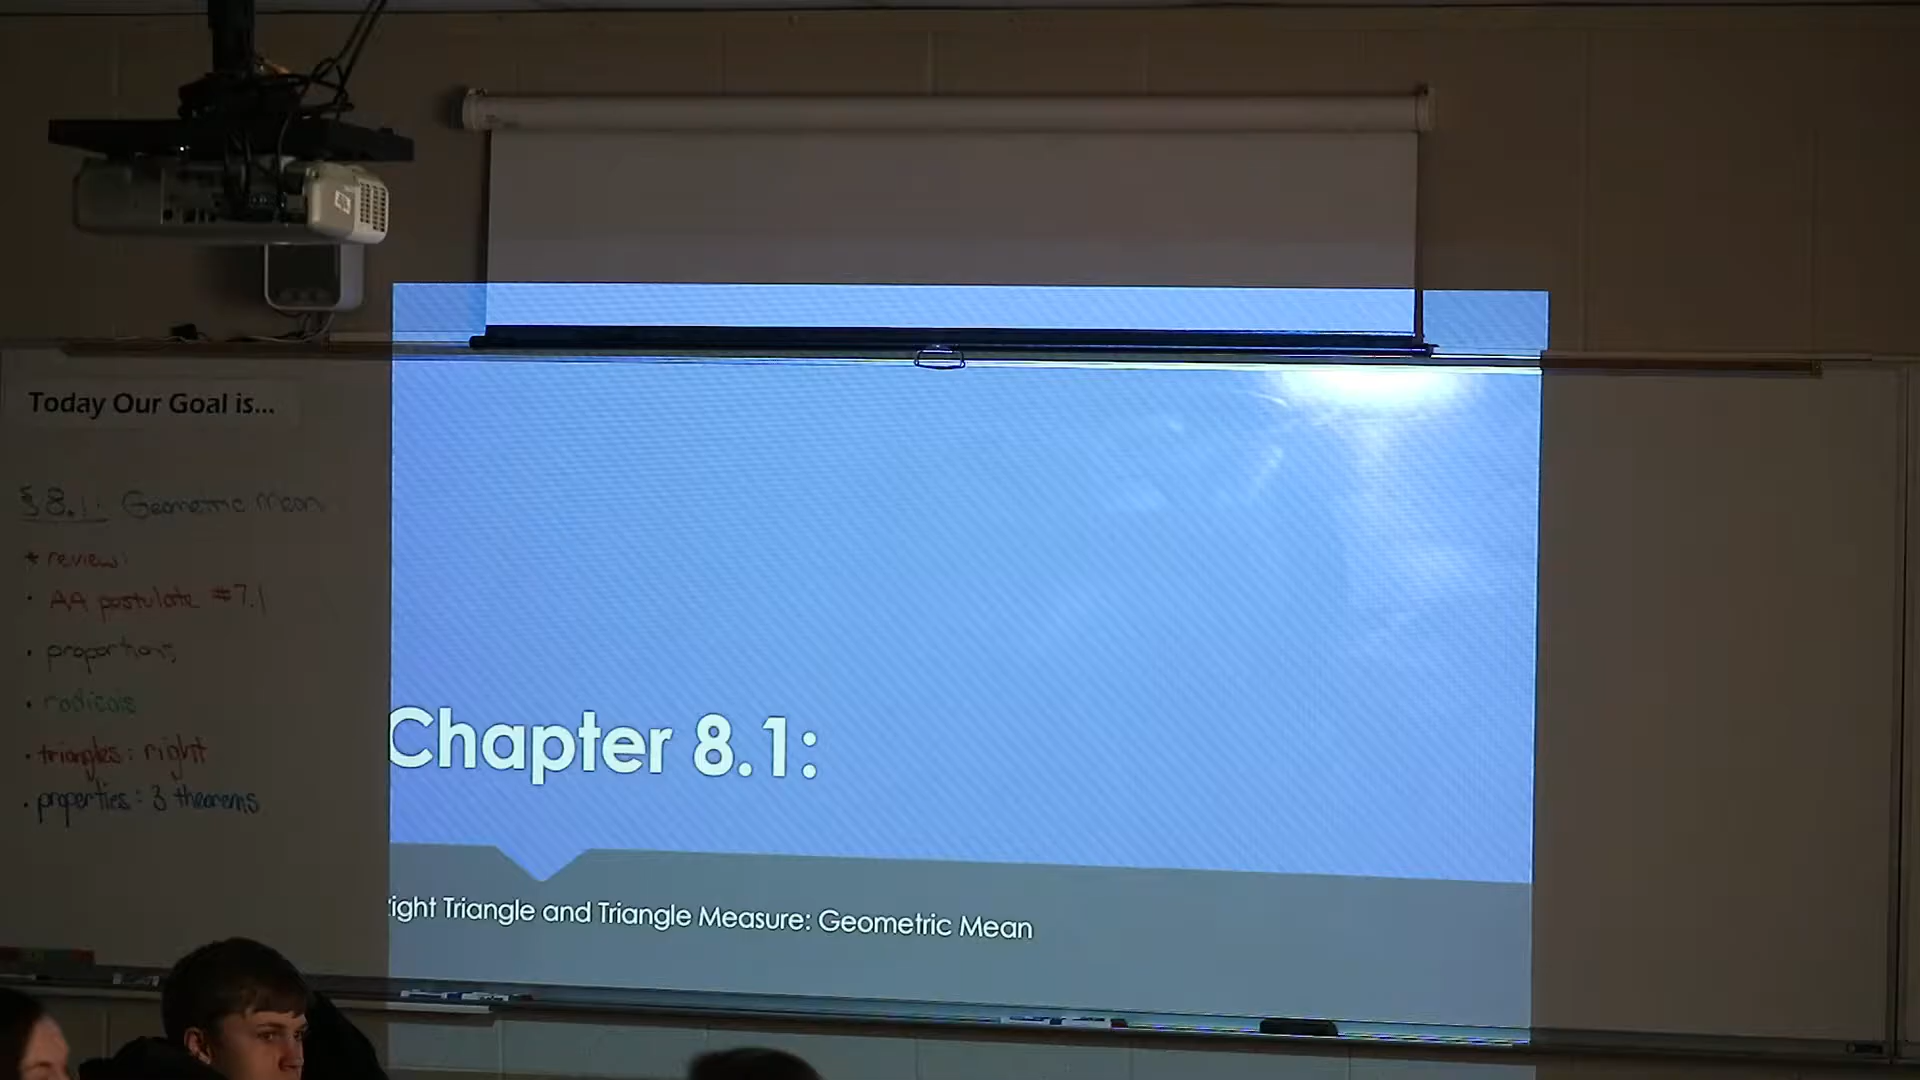 Today Our Goal is...
§ 8.1: Geometric Mean
* review:
• AA postulate #7.1
• proportions
• radicals
• triangles: right
• properties: 3 theorems
Chapter 8.1:
ight Triangle and Triangle Measure: Geometric Mean